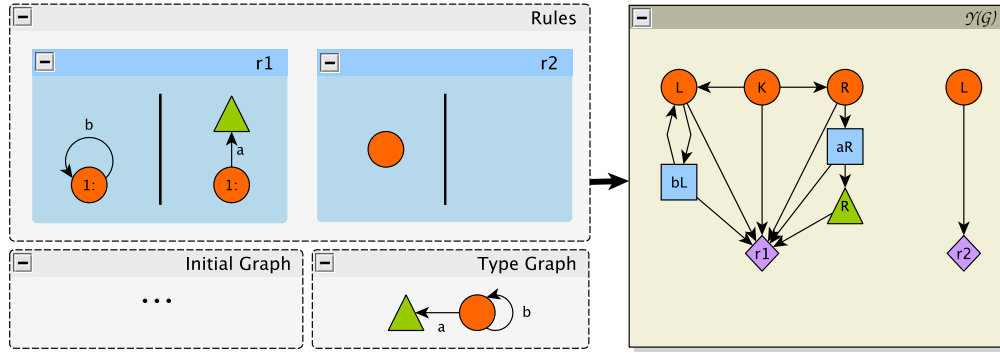 Rules
r1
b
1:
a
1:
r2
Initial Graph
...
Type Graph
a
b
𝒴(G)
L
K
R
L
aR
bL
R
r1
r2